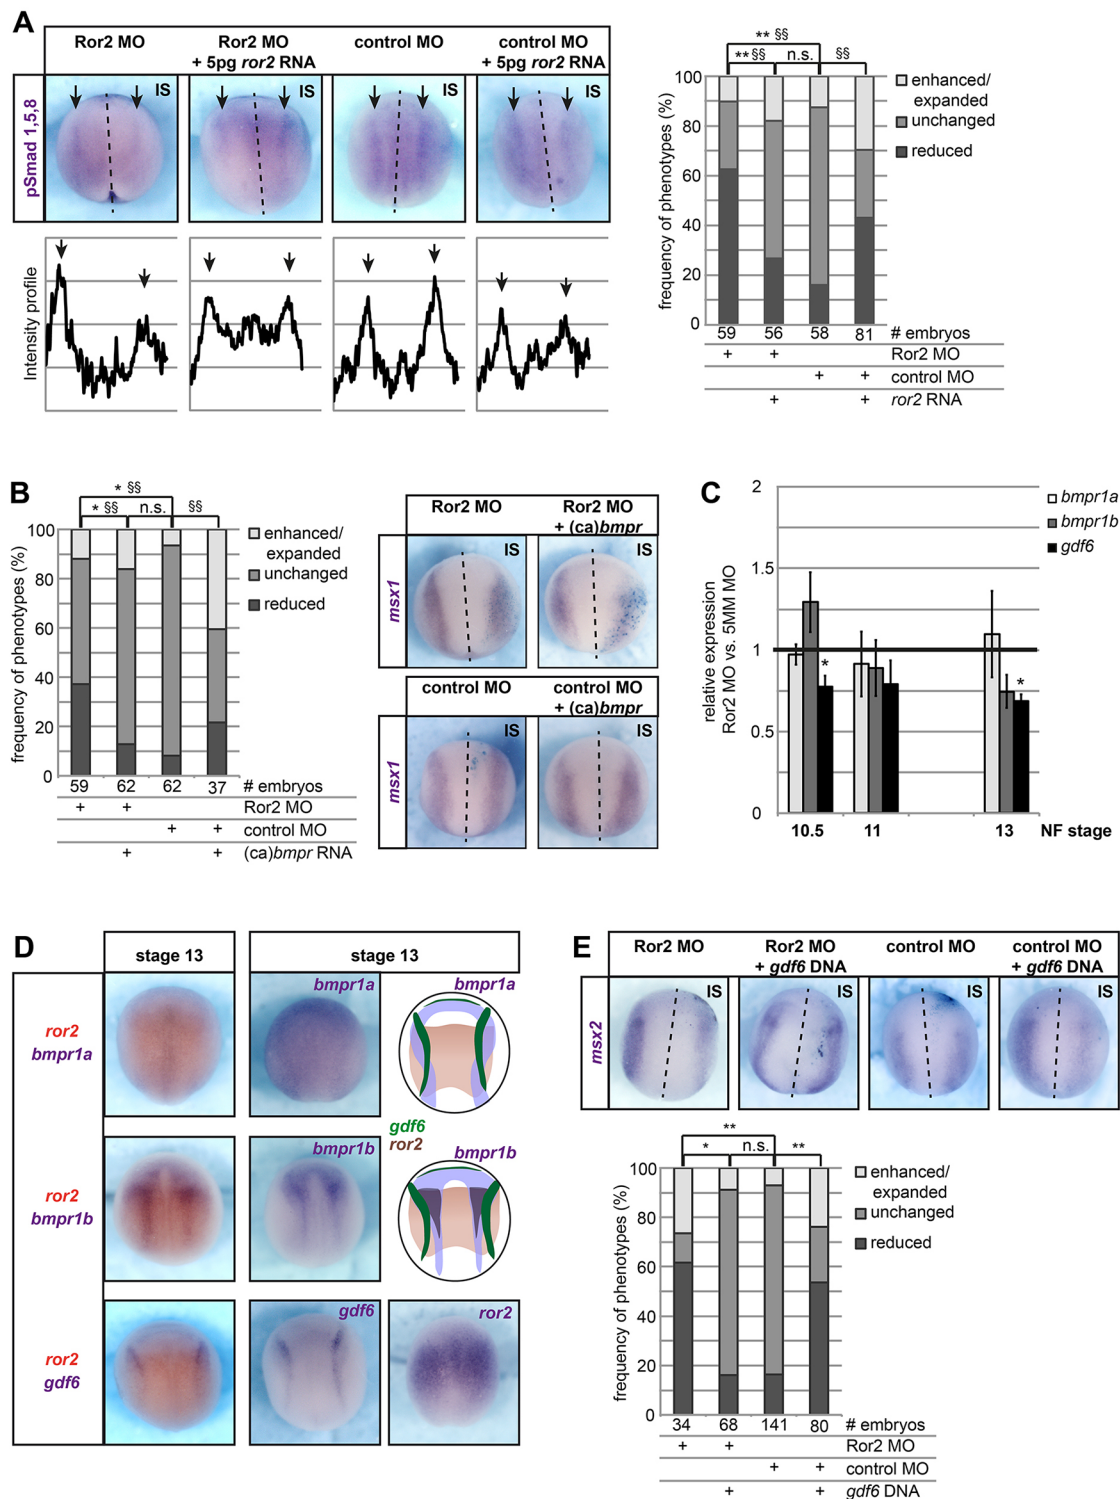 A
Ror2 MO
Ror2 MO
+ 5pg ror2 RNA
control MO
control MO
+ 5pg ror2 RNA
pSmad 1,5,8
IS
IS
IS
IS
Intensity profile
** §§
** §§
n.s.
§§
frequency of phenotypes (%)
100
80
60
40
20
0
enhanced/
expanded
unchanged
reduced
59 56 58 81 # embryos
+ + Ror2 MO
+ + control MO
+ + ror2 RNA
B
* §§
* §§
n.s.
§§
frequency of phenotypes (%)
100
80
60
40
20
0
enhanced/
expanded
unchanged
reduced
59 62 62 37 # embryos
+ + Ror2 MO
+ + control MO
+ + (ca)bmpr RNA
Ror2 MO
Ror2 MO
+ (ca)bmpr
msx1
IS
IS
control MO
control MO
+ (ca)bmpr
msx1
IS
IS
C
relative expression
Ror2 MO vs. 5MM MO
2
1.5
1
0.5
0
bmpr1a
bmpr1b
gdf6
*
*
10.5 11 13 NF stage
D
stage 13
stage 13
ror2
bmpr1a
bmpr1a
bmpr1a
gdf6
ror2
ror2
bmpr1b
bmpr1b
bmpr1b
ror2
gdf6
gdf6
ror2
E
Ror2 MO
Ror2 MO
+ gdf6 DNA
control MO
control MO
+ gdf6 DNA
msx2
IS
IS
IS
IS
**
*
n.s.
**
frequency of phenotypes (%)
100
80
60
40
20
0
enhanced/
expanded
unchanged
reduced
34 68 141 80 # embryos
+ + Ror2 MO
+ + control MO
+ + gdf6 DNA